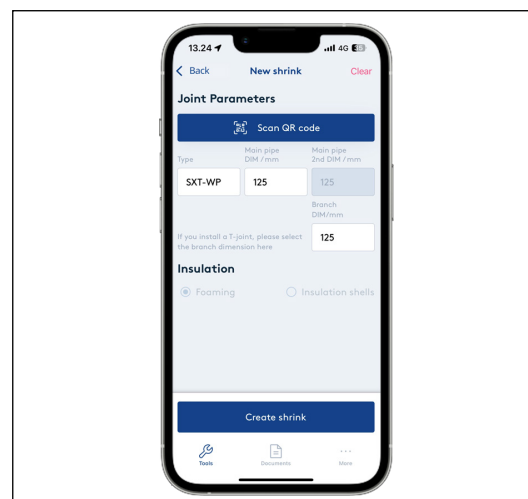 13.24
4G
Back
New shrink
Clear
Joint Parameters
Scan QR code
Type
Main pipe
DIM / mm
Main pipe
2nd DIM / mm
SXT-WP
125
125
Branch
DIM/mm
If you install a T-joint, please select
the branch dimension here
125
Insulation
Foaming
Insulation shells
Create shrink
Tools
Documents
More